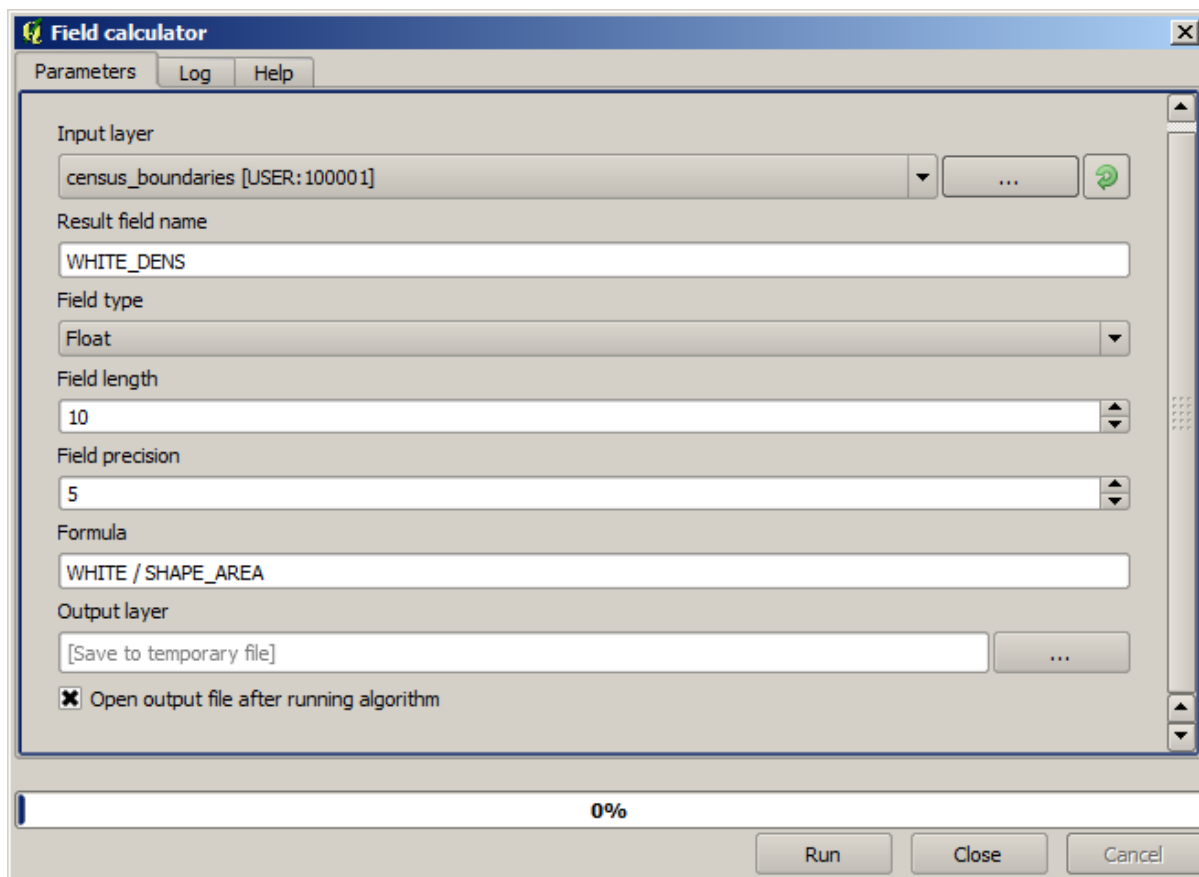 Field calculator
Parameters Log Help
Input layer
census_boundaries [USER:100001] ...
Result field name
WHITE_DENS
Field type
Float
Field length
10
Field precision
5
Formula
WHITE / SHAPE_AREA
Output layer
[Save to temporary file] ...
Open output file after running algorithm
0%
Run Close Cancel